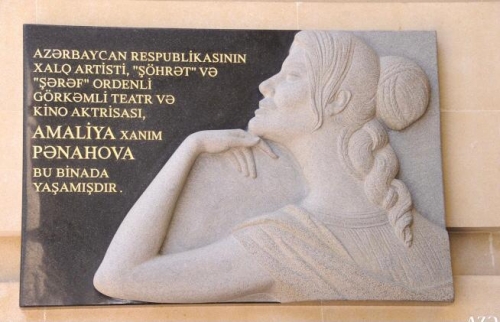 AZƏRBAYCAN RESPUBLİKASININ
XALQ ARTİSTİ, "ŞÖHRƏT" VƏ
"ŞƏRƏF" ORDENLİ
GÖRKƏMLİ TEATR VƏ
KİNO AKTRİSASI,
AMALİYA XANIM
PƏNAHOVA
BU BİNADA
YAŞAMIŞDIR.